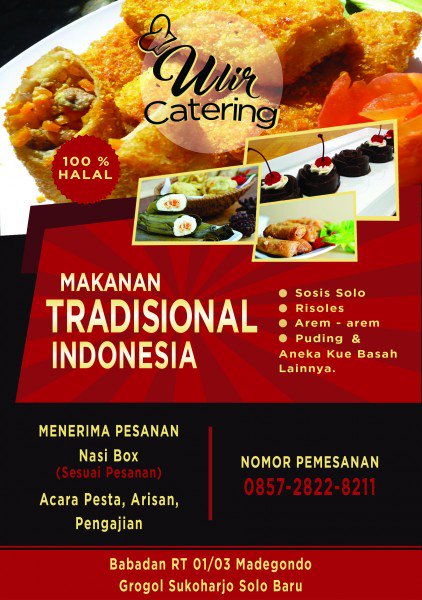 Wir
Catering
100 %
HALAL
MAKANAN
TRADISIONAL
INDONESIA
Sosis Solo
Risoles
Arem - arem
Puding &
Aneka Kue Basah
Lainnya.
MENERIMA PESANAN
Nasi Box
(Sesuai Pesanan)
Acara Pesta, Arisan,
Pengajian
NOMOR PEMESANAN
0857-2822-8211
Babadan RT 01/03 Madegondo
Grogol Sukoharjo Solo Baru